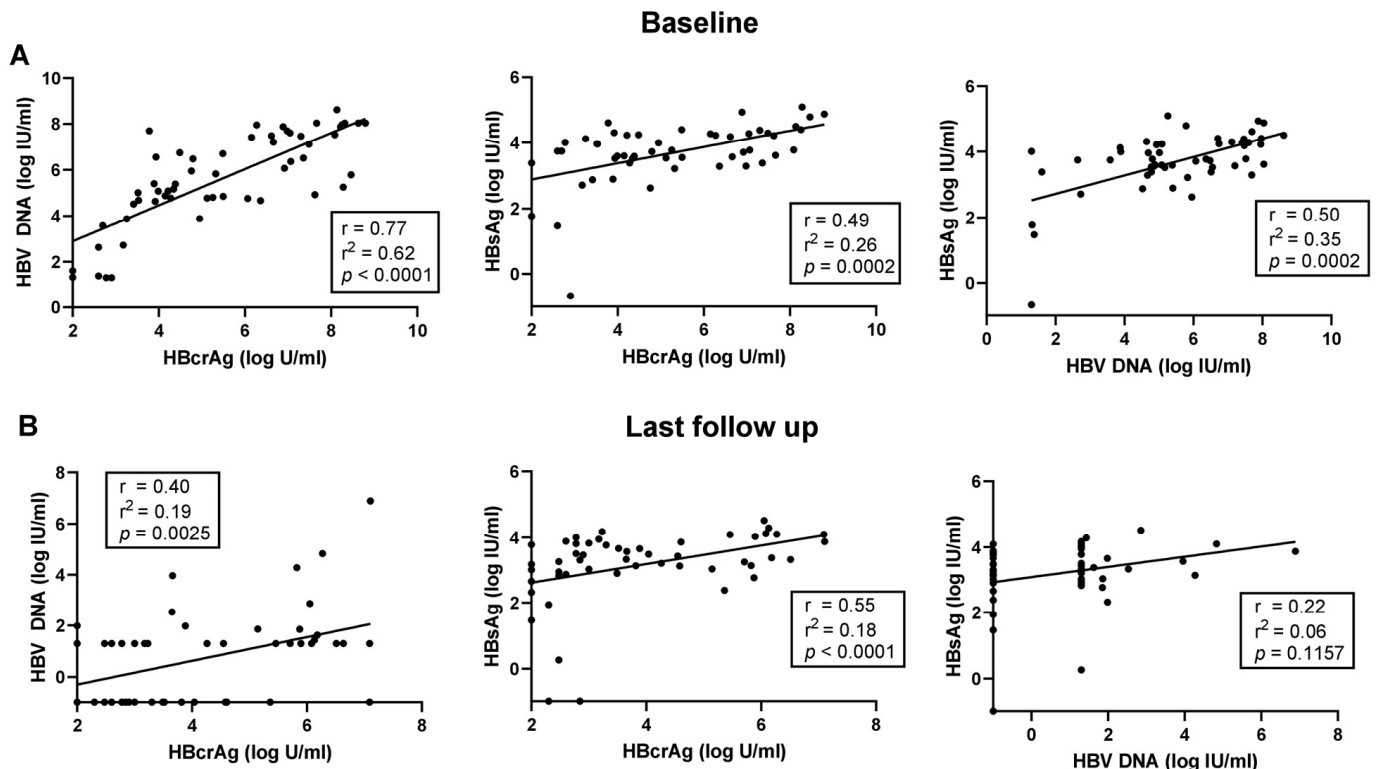 Baseline
A
10
8
6
4
2
0
HBV DNA (log IU/ml)
2 4 6 8 10
HBcrAg (log U/ml)
r = 0.77
r² = 0.62
p < 0.0001
6
4
2
0
HBsAg (log IU/ml)
2 4 6 8 10
HBcrAg (log U/ml)
r = 0.49
r² = 0.26
p = 0.0002
6
4
2
0
HBsAg (log IU/ml)
0 2 4 6 8 10
HBV DNA (log IU/ml)
r = 0.50
r² = 0.35
p = 0.0002
B
Last follow up
8
6
4
2
0
HBV DNA (log IU/ml)
2 4 6 8
HBcrAg (log U/ml)
r = 0.40
r² = 0.19
p = 0.0025
6
4
2
0
HBsAg (log IU/ml)
2 4 6 8
HBcrAg (log U/ml)
r = 0.55
r² = 0.18
p < 0.0001
6
4
2
0
HBsAg (log IU/ml)
0 2 4 6 8
HBV DNA (log IU/ml)
r = 0.22
r² = 0.06
p = 0.1157